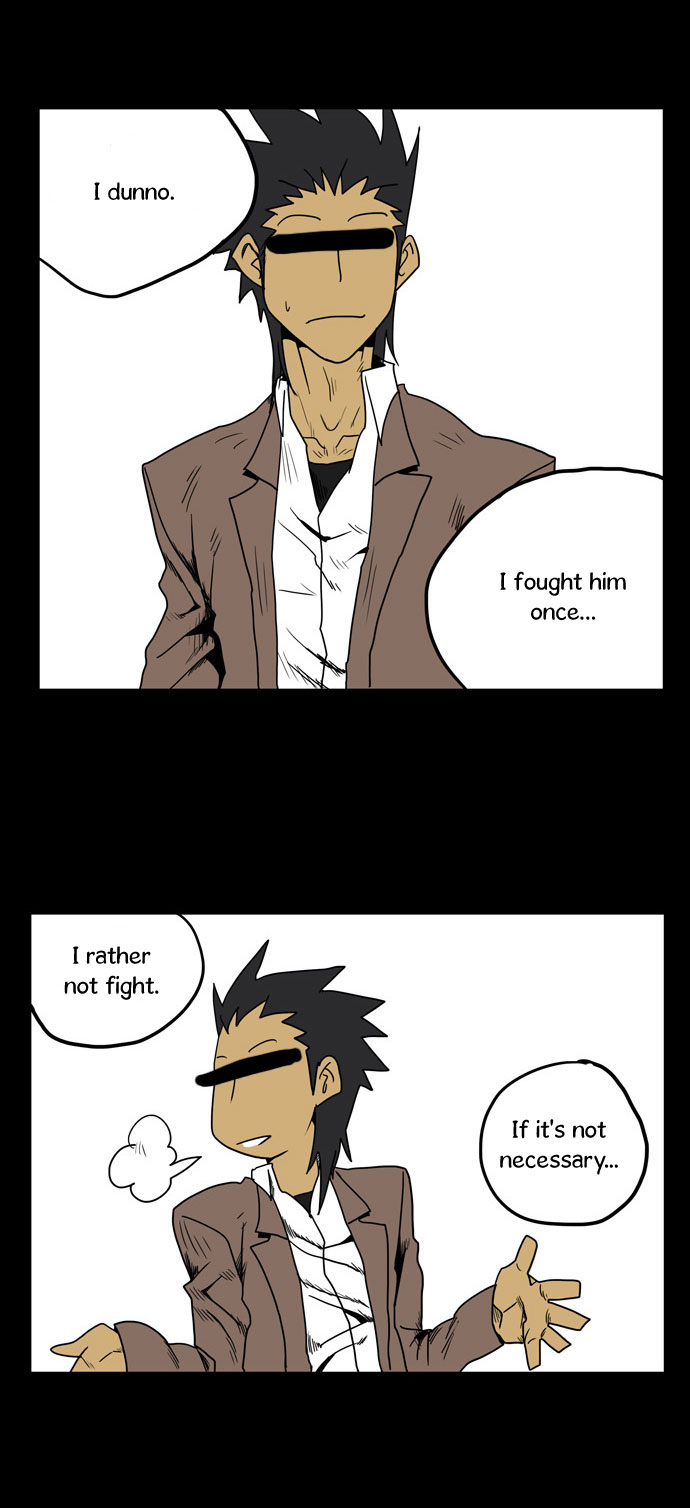 I dunno.
I fought him
once...
I rather
not fight.
If it's not
necessary...